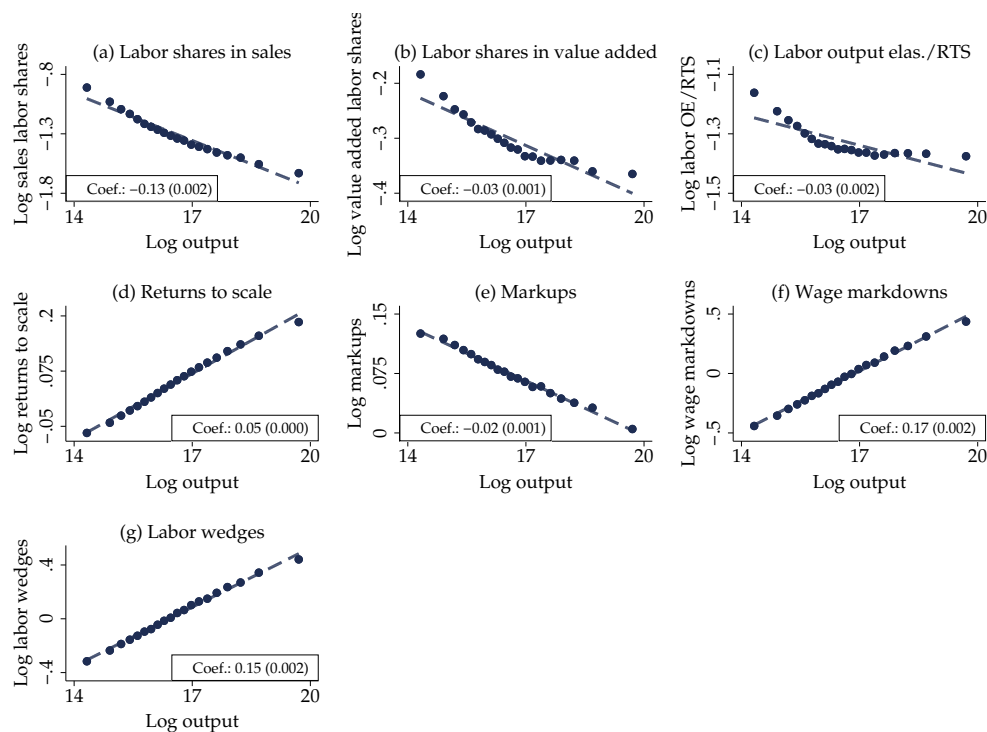 (a) Labor shares in sales
Log sales labor shares
−.8
−1.3
−1.8
Coef.: −0.13 (0.002)
14
17
20
Log output
(b) Labor shares in value added
Log value added labor shares
−.2
−.3
−.4
Coef.: −0.03 (0.001)
14
17
20
Log output
(c) Labor output elas./RTS
Log labor OE/RTS
−1.1
−1.3
−1.5
Coef.: −0.03 (0.002)
14
17
20
Log output
(d) Returns to scale
Log returns to scale
.2
.075
−.05
Coef.: 0.05 (0.000)
14
17
20
Log output
(e) Markups
Log markups
.15
.075
0
Coef.: −0.02 (0.001)
14
17
20
Log output
(f) Wage markdowns
Log wage markdowns
.5
0
−.5
Coef.: 0.17 (0.002)
14
17
20
Log output
(g) Labor wedges
Log labor wedges
.4
0
−.4
Coef.: 0.15 (0.002)
14
17
20
Log output